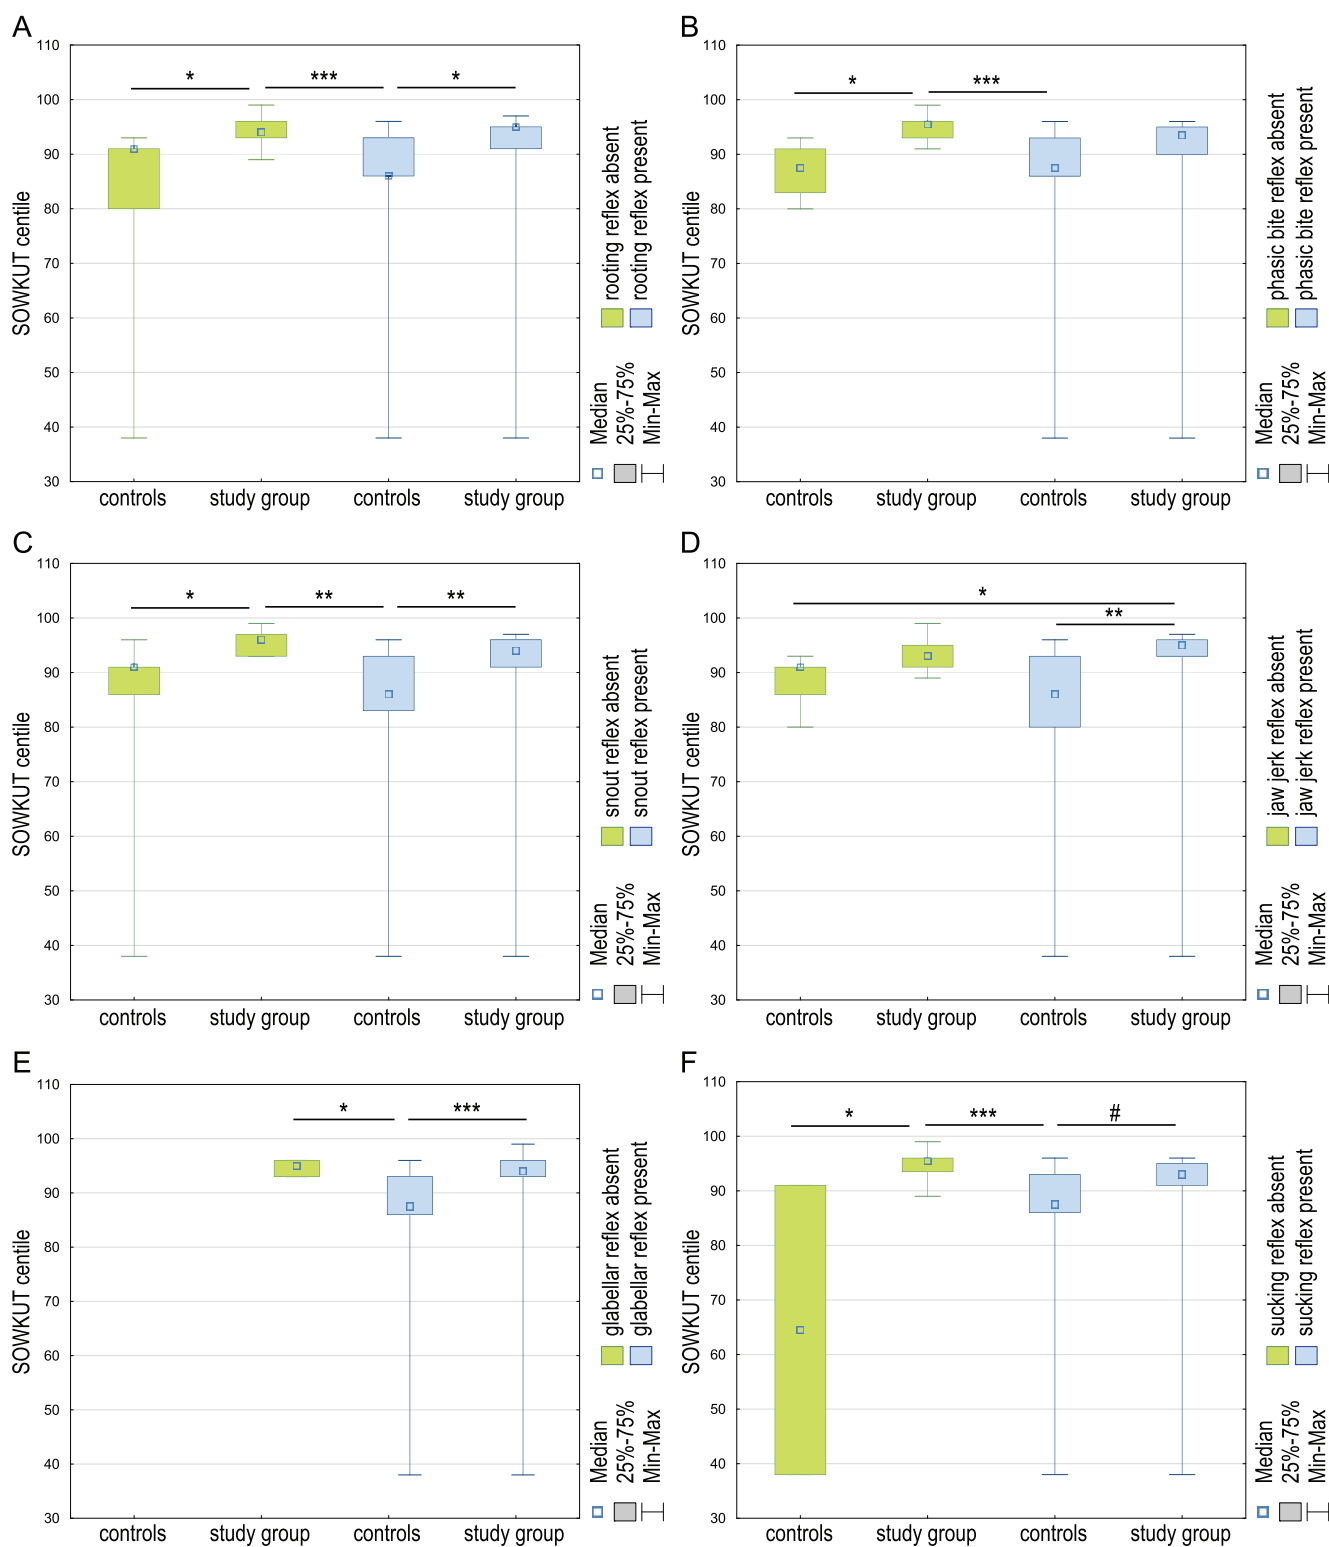 A
110
100
90
80
70
60
50
40
30
SOWKUT centile
* *** *
controls study group controls study group
rooting reflex absent
rooting reflex present
Median
25%-75%
Min-Max
B
110
100
90
80
70
60
50
40
30
SOWKUT centile
* ***
controls study group controls study group
phasic bite reflex absent
phasic bite reflex present
Median
25%-75%
Min-Max
C
110
100
90
80
70
60
50
40
30
SOWKUT centile
* ** **
controls study group controls study group
snout reflex absent
snout reflex present
Median
25%-75%
Min-Max
D
110
100
90
80
70
60
50
40
30
SOWKUT centile
*
**
controls study group controls study group
jaw jerk reflex absent
jaw jerk reflex present
Median
25%-75%
Min-Max
E
110
100
90
80
70
60
50
40
30
SOWKUT centile
* ***
controls study group controls study group
glabellar reflex absent
glabellar reflex present
Median
25%-75%
Min-Max
F
110
100
90
80
70
60
50
40
30
SOWKUT centile
* *** #
controls study group controls study group
sucking reflex absent
sucking reflex present
Median
25%-75%
Min-Max